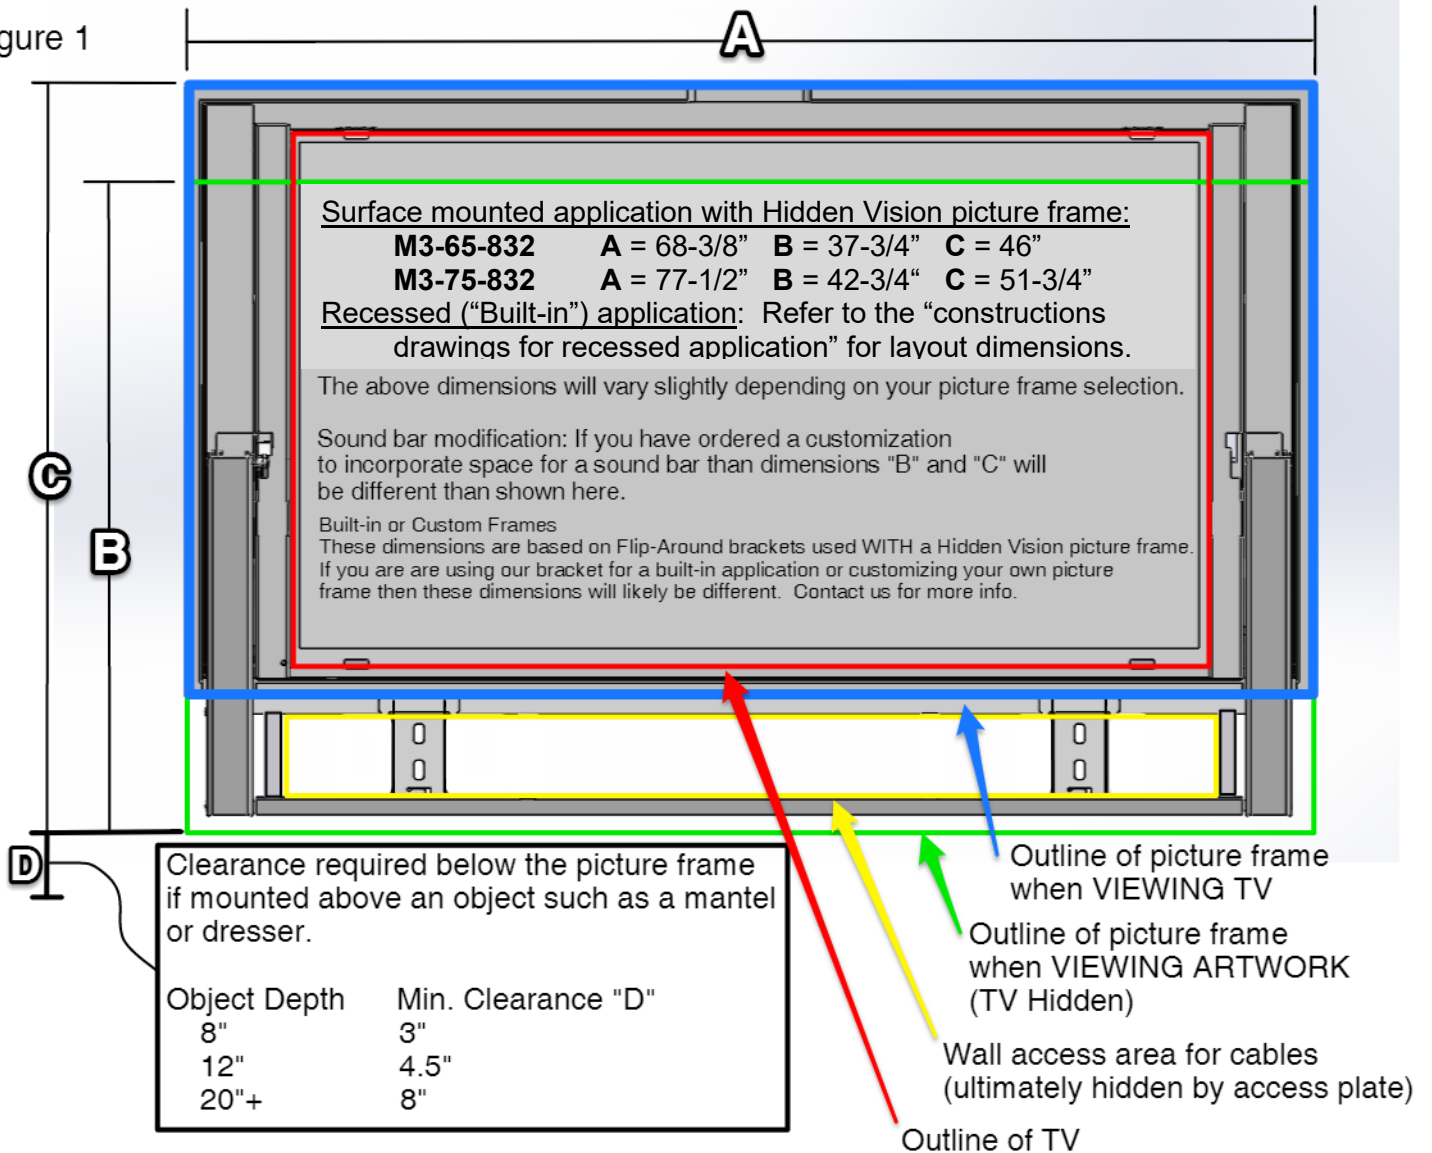 gure 1
A
Surface mounted application with Hidden Vision picture frame:
M3-65-832 A = 68-3/8” B = 37-3/4” C = 46”
M3-75-832 A = 77-1/2” B = 42-3/4“ C = 51-3/4”
Recessed (“Built-in”) application: Refer to the “constructions
drawings for recessed application” for layout dimensions.
The above dimensions will vary slightly depending on your picture frame selection.
Sound bar modification: If you have ordered a customization
to incorporate space for a sound bar than dimensions "B" and "C" will
be different than shown here.
Built-in or Custom Frames
These dimensions are based on Flip-Around brackets used WITH a Hidden Vision picture frame.
If you are are using our bracket for a built-in application or customizing your own picture
frame then these dimensions will likely be different. Contact us for more info.
C
B
D
Clearance required below the picture frame
if mounted above an object such as a mantel
or dresser.
Object Depth Min. Clearance "D"
8" 3"
12" 4.5"
20"+ 8"
Outline of picture frame
when VIEWING TV
Outline of picture frame
when VIEWING ARTWORK
(TV Hidden)
Wall access area for cables
(ultimately hidden by access plate)
Outline of TV